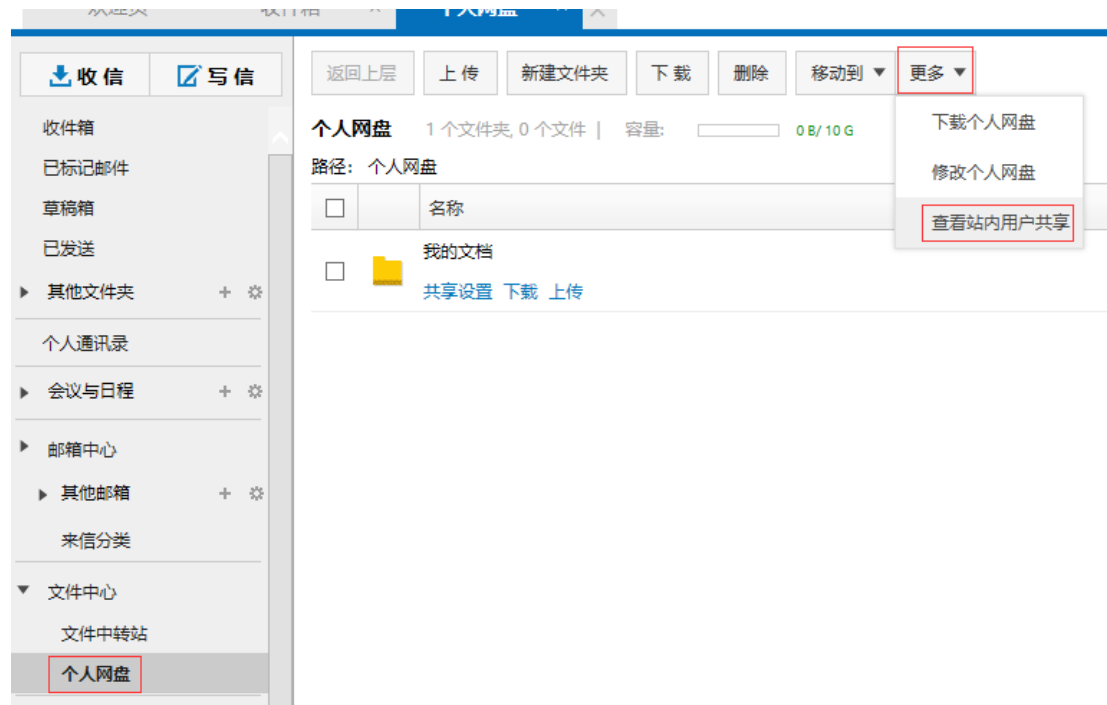 个人网盘
收信
写信
收件箱
已标记邮件
草稿箱
已发送
其他文件夹
个人通讯录
会议与日程
邮箱中心
其他邮箱
来信分类
文件中心
文件中转站
个人网盘
返回上层 上传 新建文件夹 下载 删除 移动到 更多
个人网盘 1 个文件夹, 0 个文件 | 容量: 0 B/ 10 G
路径： 个人网盘
名称
我的文档
共享设置 下载 上传
下载个人网盘
修改个人网盘
查看站内用户共享